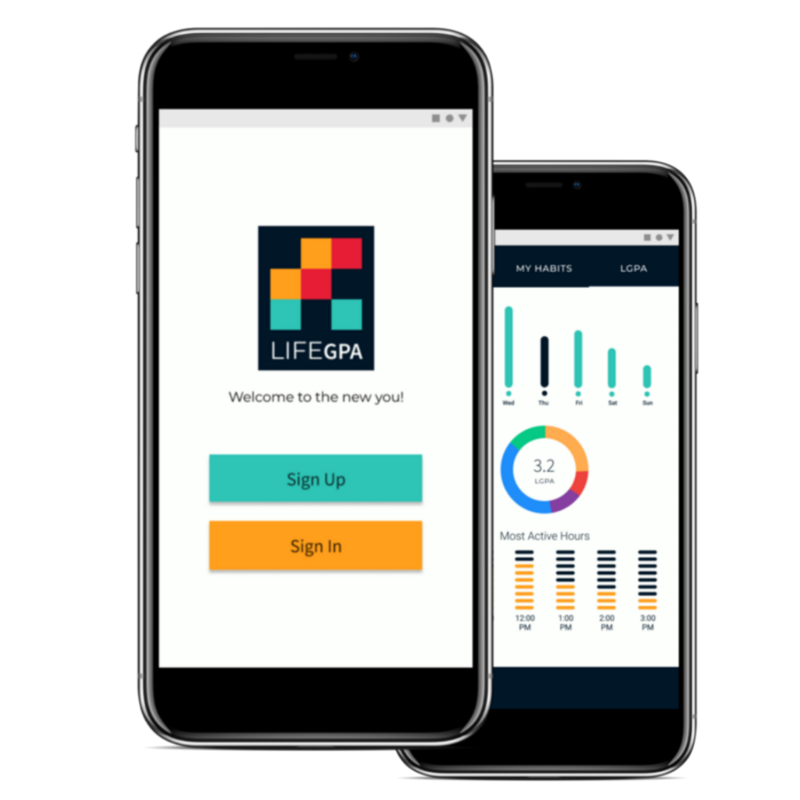 LIFEGPA
Welcome to the new you!
Sign Up
Sign In
MY HABITS LGPA
Wed Thu Fri Sat Sun
3.2
LGPA
Most Active Hours
12:00 1:00 2:00 3:00
PM PM PM PM